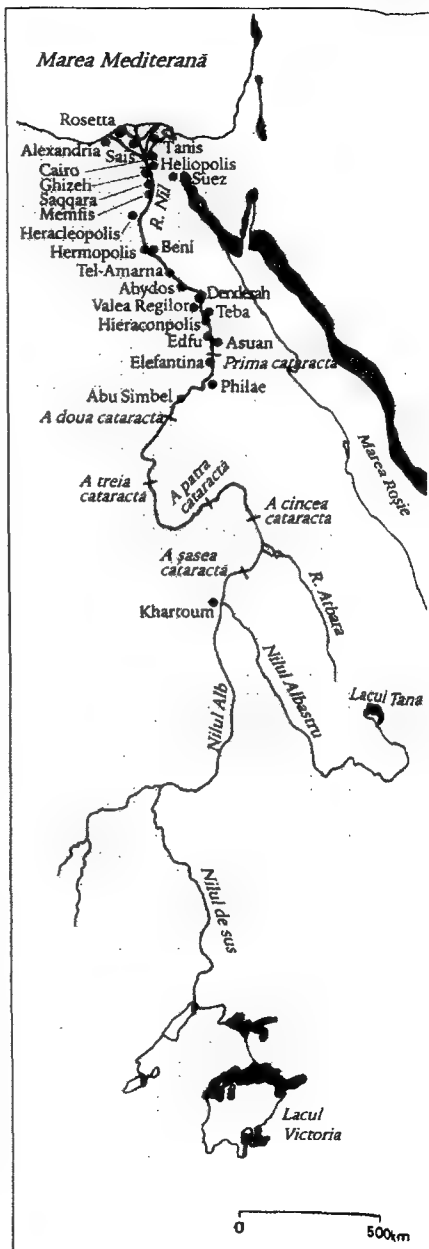 Marea Mediterană
Rosetta
Alexandria
Sais
Tanis
Cairo
Heliopolis
Ghizeh
Suez
Saqqara
Memfis
R. Nil
Heracleopolis
Hermopolis
Beni
Tel-Amarna
Abydos
Denderah
Valea Regilor
Teba
Hieraconpolis
Edfu
Asuan
Elefantina
Prima cataractă
Philae
Abu Simbel
A doua cataractă
Marea Roşie
A treia
cataractă
A patra
cataractă
A cincea
cataractă
A şasea
cataractă
R. Atbara
Khartoum
Nilul Alb
Nilul Albastru
Lacul Tana
Nilul de sus
Lacul
Victoria
0
500km